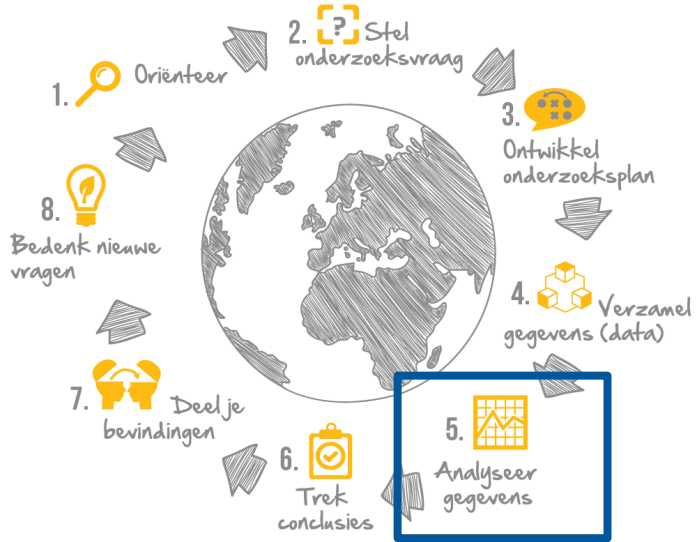 1. Oriënteer
2. ? Stel
onderzoeksvraag
3.
Ontwikkel
onderzoeksplan
4. Verzamel
gegevens (data)
5.
Analyseer
gegevens
6.
Trek
conclusies
7. Deel je
bevindingen
8.
Bedenk nieuwe
vragen